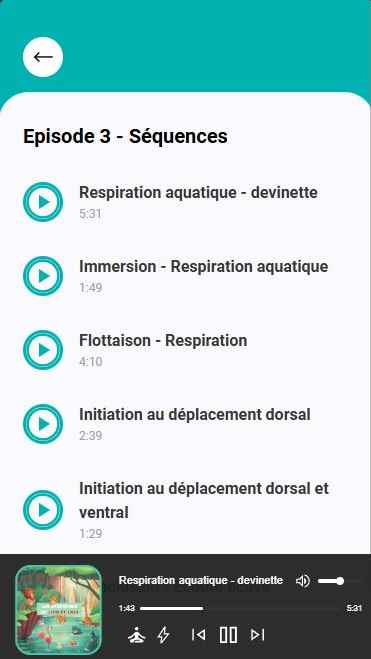 Episode 3 - Séquences
Respiration aquatique - devinette
5:31
Immersion - Respiration aquatique
1:49
Flottaison - Respiration
4:10
Initiation au déplacement dorsal
2:39
Initiation au déplacement dorsal et
ventral
1:29
Respiration aquatique - devinette
1:43
5:31